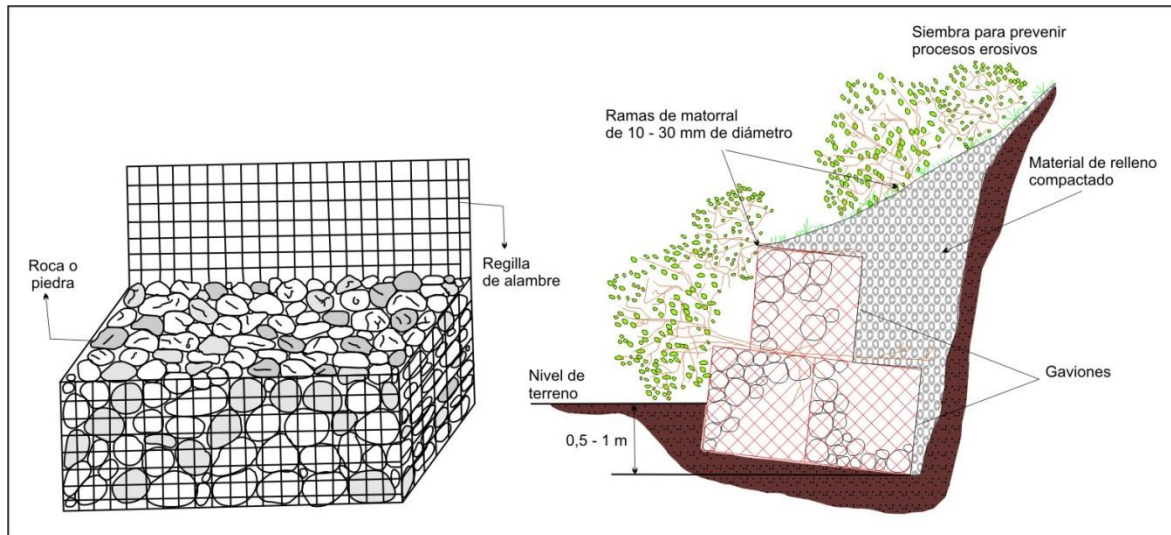 Roca o
piedra
Regilla
de alambre
Siembra para prevenir
procesos erosivos
Ramas de matorral
de 10 - 30 mm de diámetro
Material de relleno
compactado
Nivel de
terreno
0,5 - 1 m
Gaviones